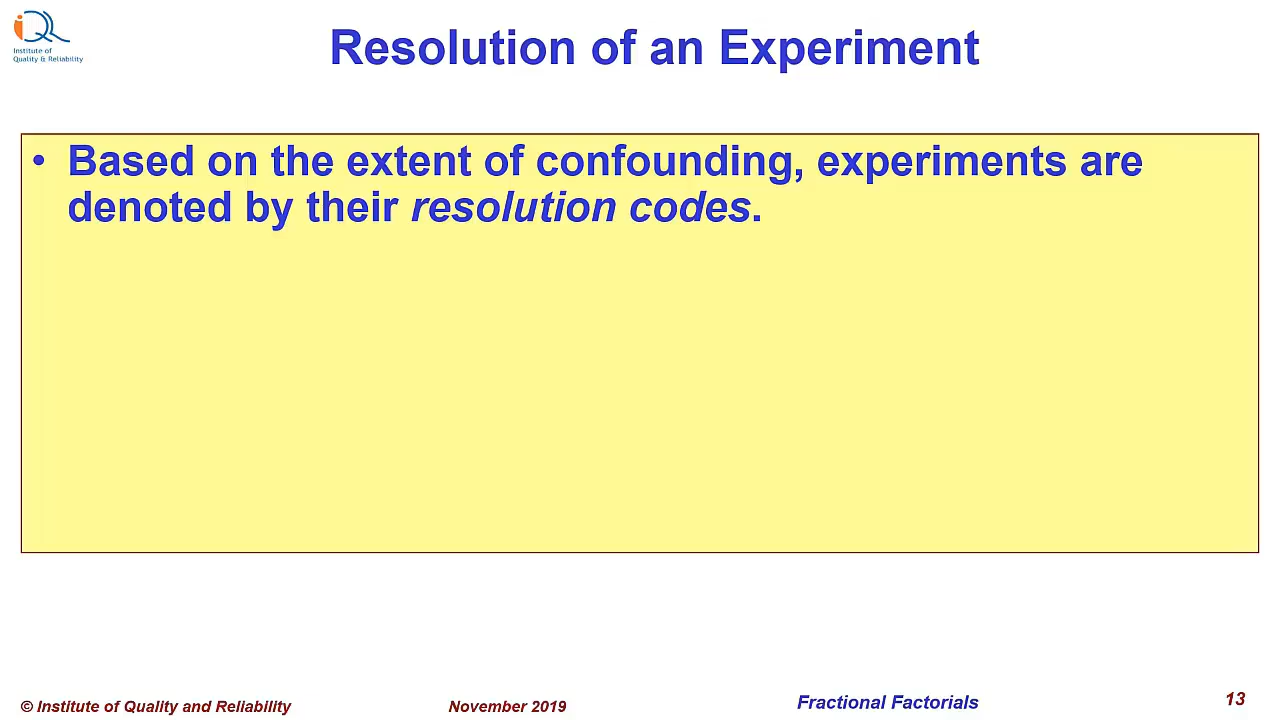 iQR
Institute of
Quality & Reliability
Resolution of an Experiment
• Based on the extent of confounding, experiments are
denoted by their resolution codes.
© Institute of Quality and Reliability
November 2019
Fractional Factorials
13